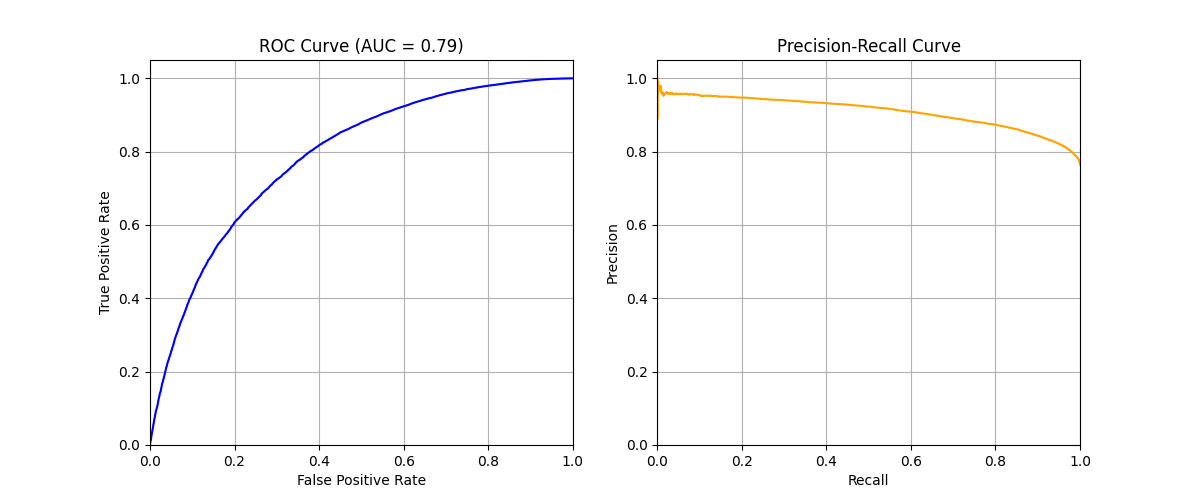 ROC Curve (AUC = 0.79)
1.0
0.8
0.6
0.4
0.2
0.0
True Positive Rate
0.0 0.2 0.4 0.6 0.8 1.0
False Positive Rate
Precision-Recall Curve
1.0
0.8
0.6
0.4
0.2
0.0
Precision
0.0 0.2 0.4 0.6 0.8 1.0
Recall